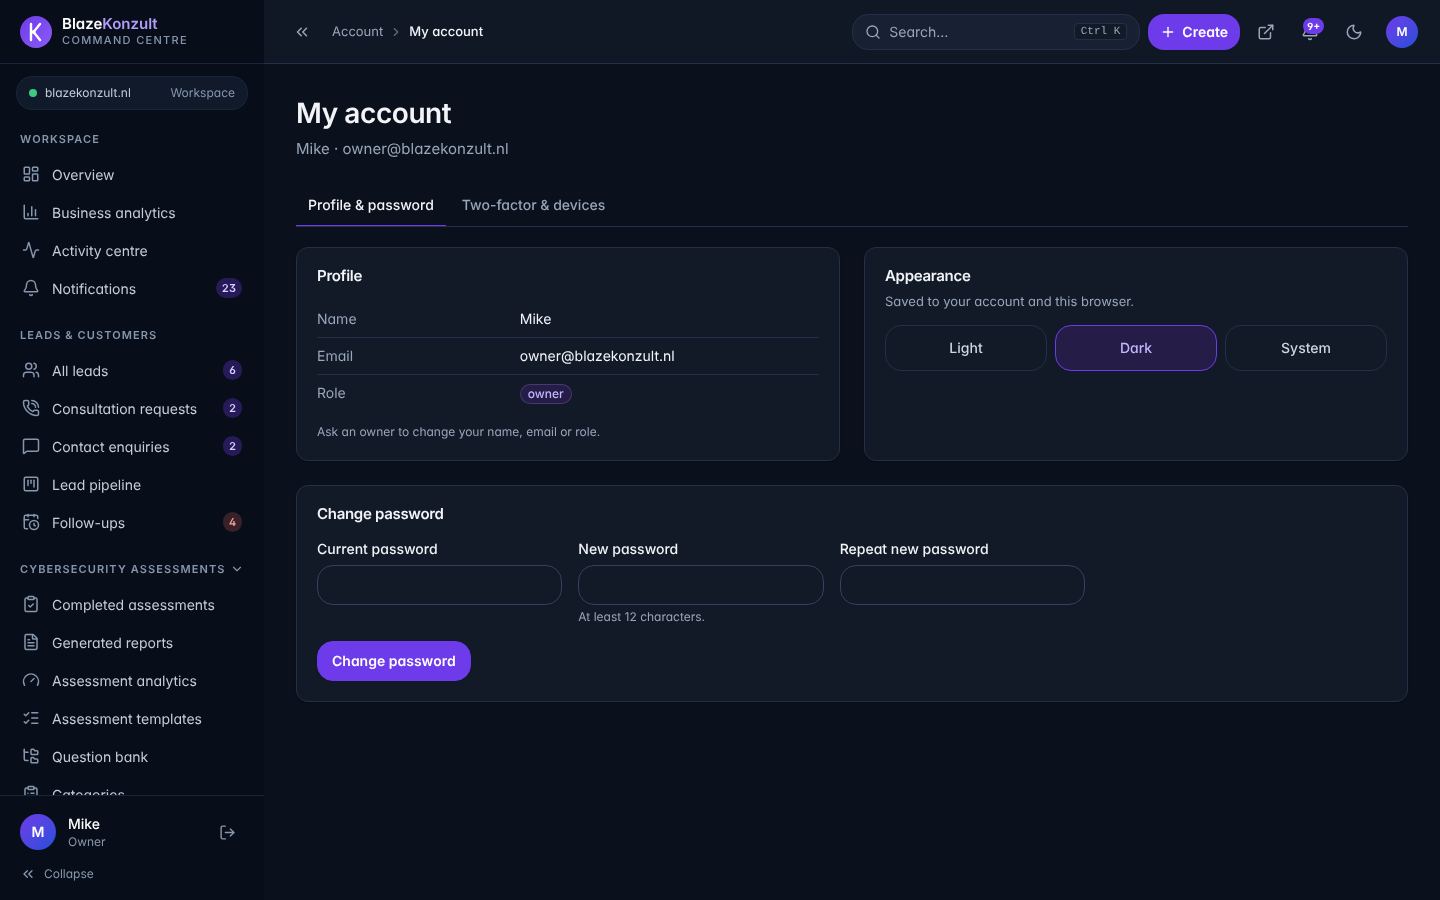 BlazeKonzult
COMMAND CENTRE
Account > My account
Search...
Ctrl K
+ Create
9+
M
blazekonzult.nl
Workspace
WORKSPACE
Overview
Business analytics
Activity centre
Notifications
23
LEADS & CUSTOMERS
All leads
6
Consultation requests
2
Contact enquiries
2
Lead pipeline
Follow-ups
4
CYBERSECURITY ASSESSMENTS
Completed assessments
Generated reports
Assessment analytics
Assessment templates
Question bank
Categories
M
Mike
Owner
Collapse
My account
Mike · owner@blazekonzult.nl
Profile & password
Two-factor & devices
Profile
Name
Mike
Email
owner@blazekonzult.nl
Role
owner
Ask an owner to change your name, email or role.
Appearance
Saved to your account and this browser.
Light
Dark
System
Change password
Current password
New password
Repeat new password
At least 12 characters.
Change password